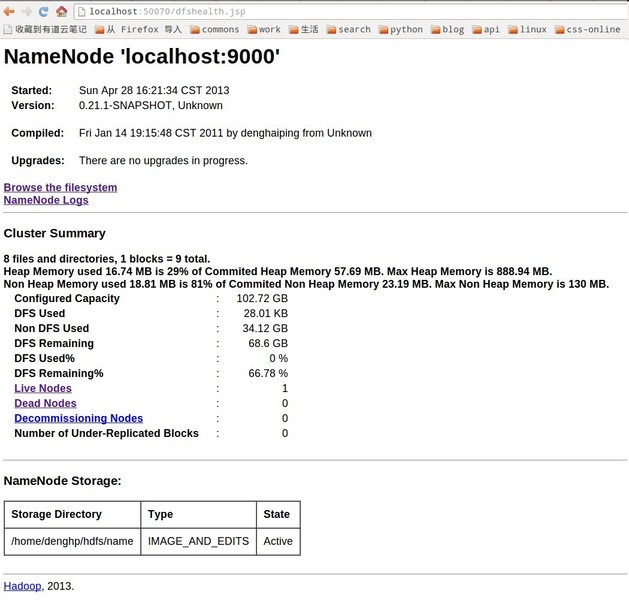 localhost:50070/dfshealth.jsp
收藏到有道云笔记 从 Firefox 导入 commons work 生活 search python blog api linux css-online
NameNode 'localhost:9000'
Started: Sun Apr 28 16:21:34 CST 2013
Version: 0.21.1-SNAPSHOT, Unknown
Compiled: Fri Jan 14 19:15:48 CST 2011 by denghaiping from Unknown
Upgrades: There are no upgrades in progress.
Browse the filesystem
NameNode Logs
Cluster Summary
8 files and directories, 1 blocks = 9 total.
Heap Memory used 16.74 MB is 29% of Commited Heap Memory 57.69 MB. Max Heap Memory is 888.94 MB.
Non Heap Memory used 18.81 MB is 81% of Commited Non Heap Memory 23.19 MB. Max Non Heap Memory is 130 MB.
Configured Capacity : 102.72 GB
DFS Used : 28.01 KB
Non DFS Used : 34.12 GB
DFS Remaining : 68.6 GB
DFS Used% : 0 %
DFS Remaining% : 66.78 %
Live Nodes : 1
Dead Nodes : 0
Decommissioning Nodes : 0
Number of Under-Replicated Blocks : 0
NameNode Storage:
Storage Directory Type State
/home/denghp/hdfs/name IMAGE_AND_EDITS Active
Hadoop, 2013.